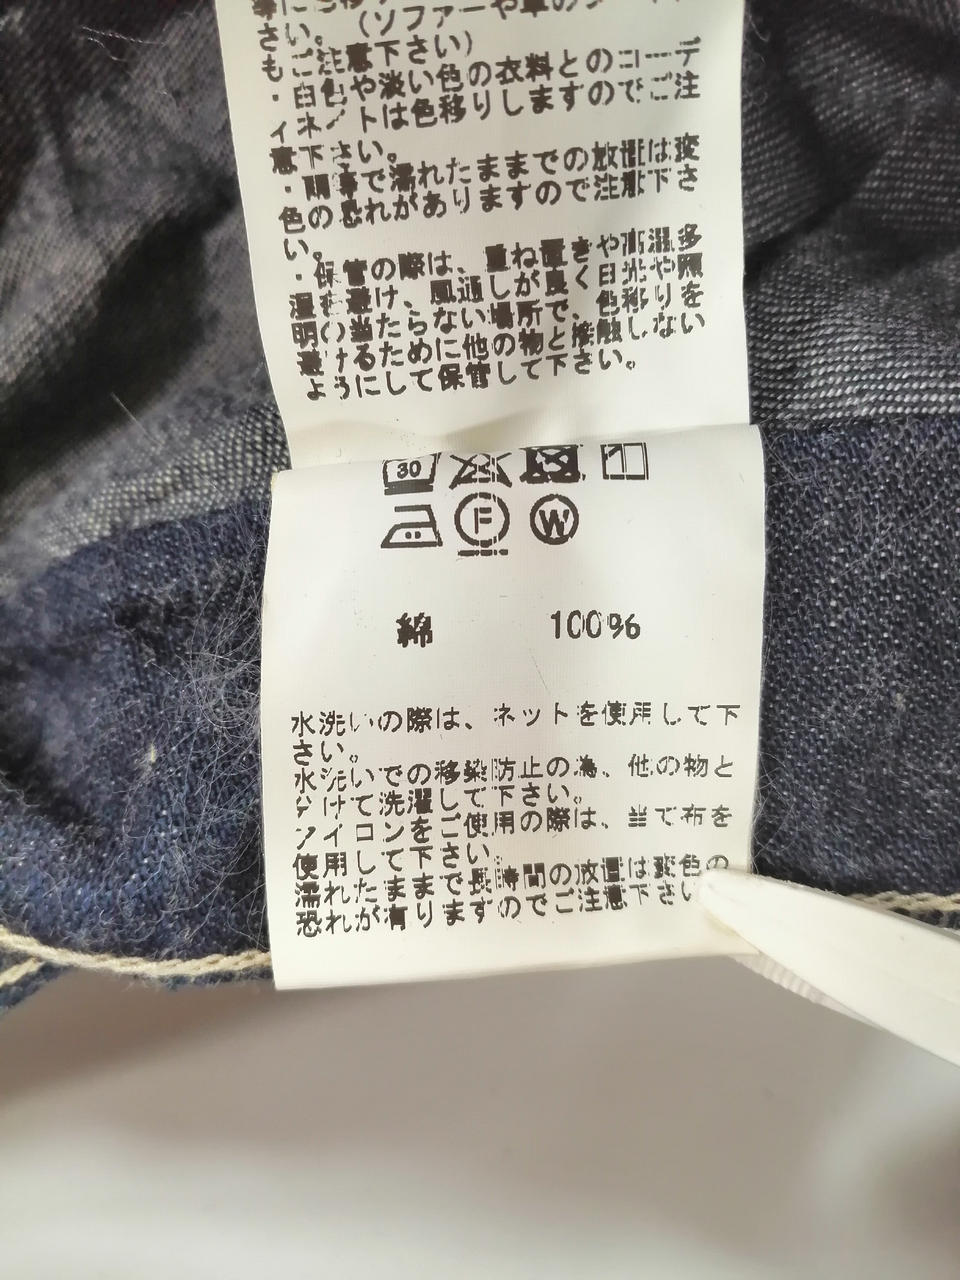 さい。（ソファーや車のシート
もご注意下さい）
・白色や淡い色の衣料とのコーデ
ィネイトは色移りしますのでご注
意下さい。
・雨等で濡れたままでの放置は変
色の恐れがありますので注意下さ
い。
・保管の際は、重ね置きや高温多
湿を避け、風通しが良く日光や照
明の当たらない場所で、色移りを
避けるために他の物と接触しない
ようにして保管して下さい。
30
F W
綿 100%
水洗いの際は、ネットを使用して下
さい。
水洗いでの移染防止の為、他の物と
分けて洗濯して下さい。
アイロンをご使用の際は、当て布を
使用して下さい。
濡れたままで長時間の放置は変色の
恐れが有りますのでご注意下さい